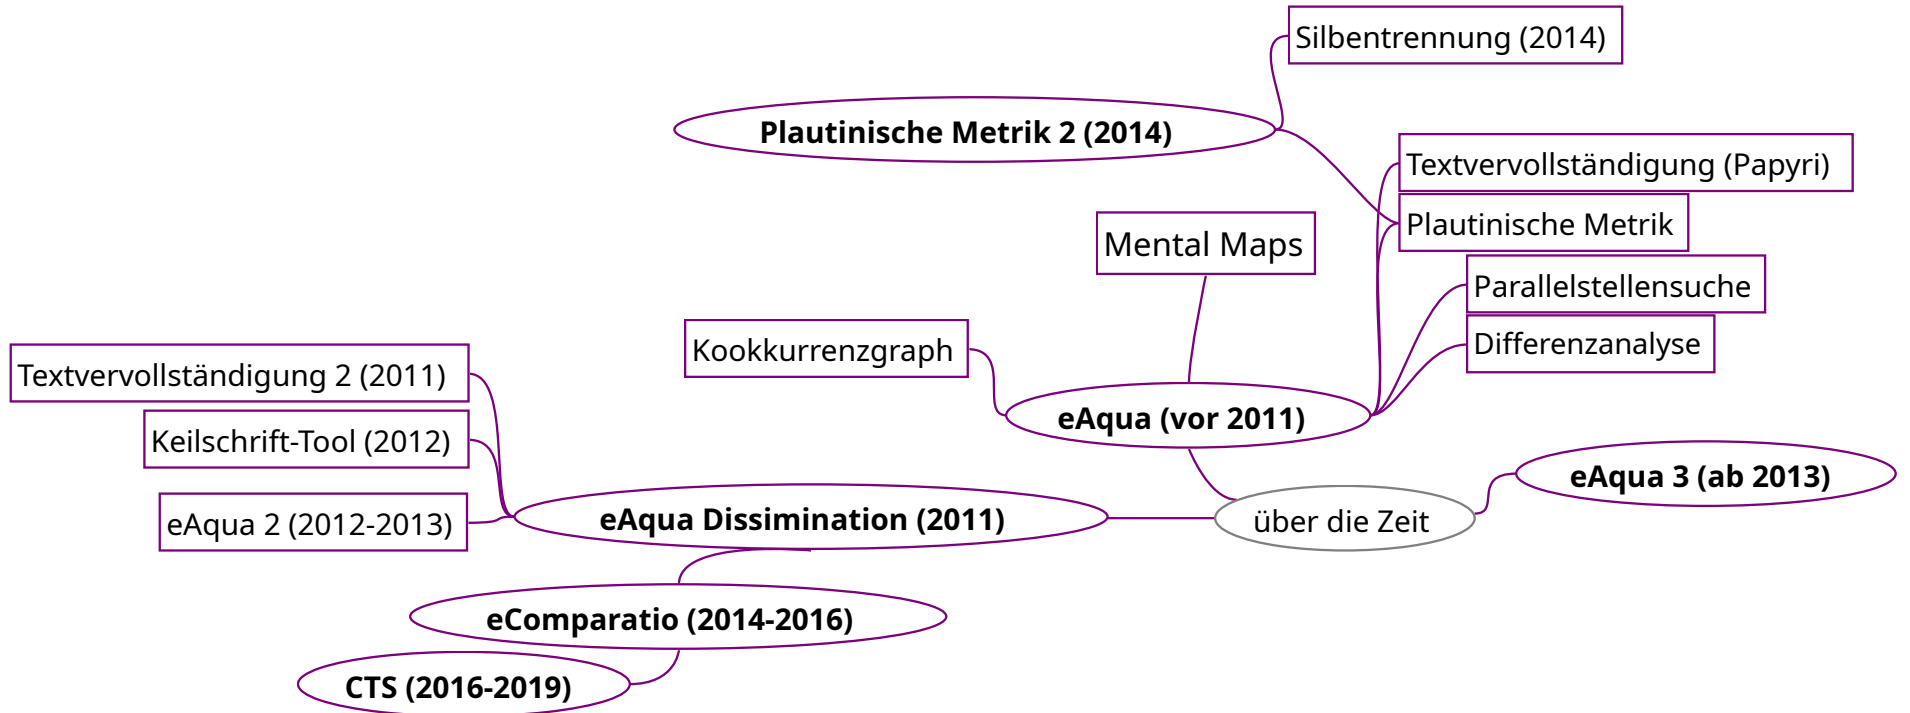 Silbentrennung (2014)
Plautinische Metrik 2 (2014)
Textvervollständigung (Papyri)
Plautinische Metrik
Mental Maps
Parallelstellensuche
Differenzanalyse
Kookkurrenzgraph
Textvervollständigung 2 (2011)
eAqua (vor 2011)
Keilschrift-Tool (2012)
eAqua 3 (ab 2013)
eAqua 2 (2012-2013)
eAqua Dissimination (2011)
über die Zeit
eComparatio (2014-2016)
CTS (2016-2019)